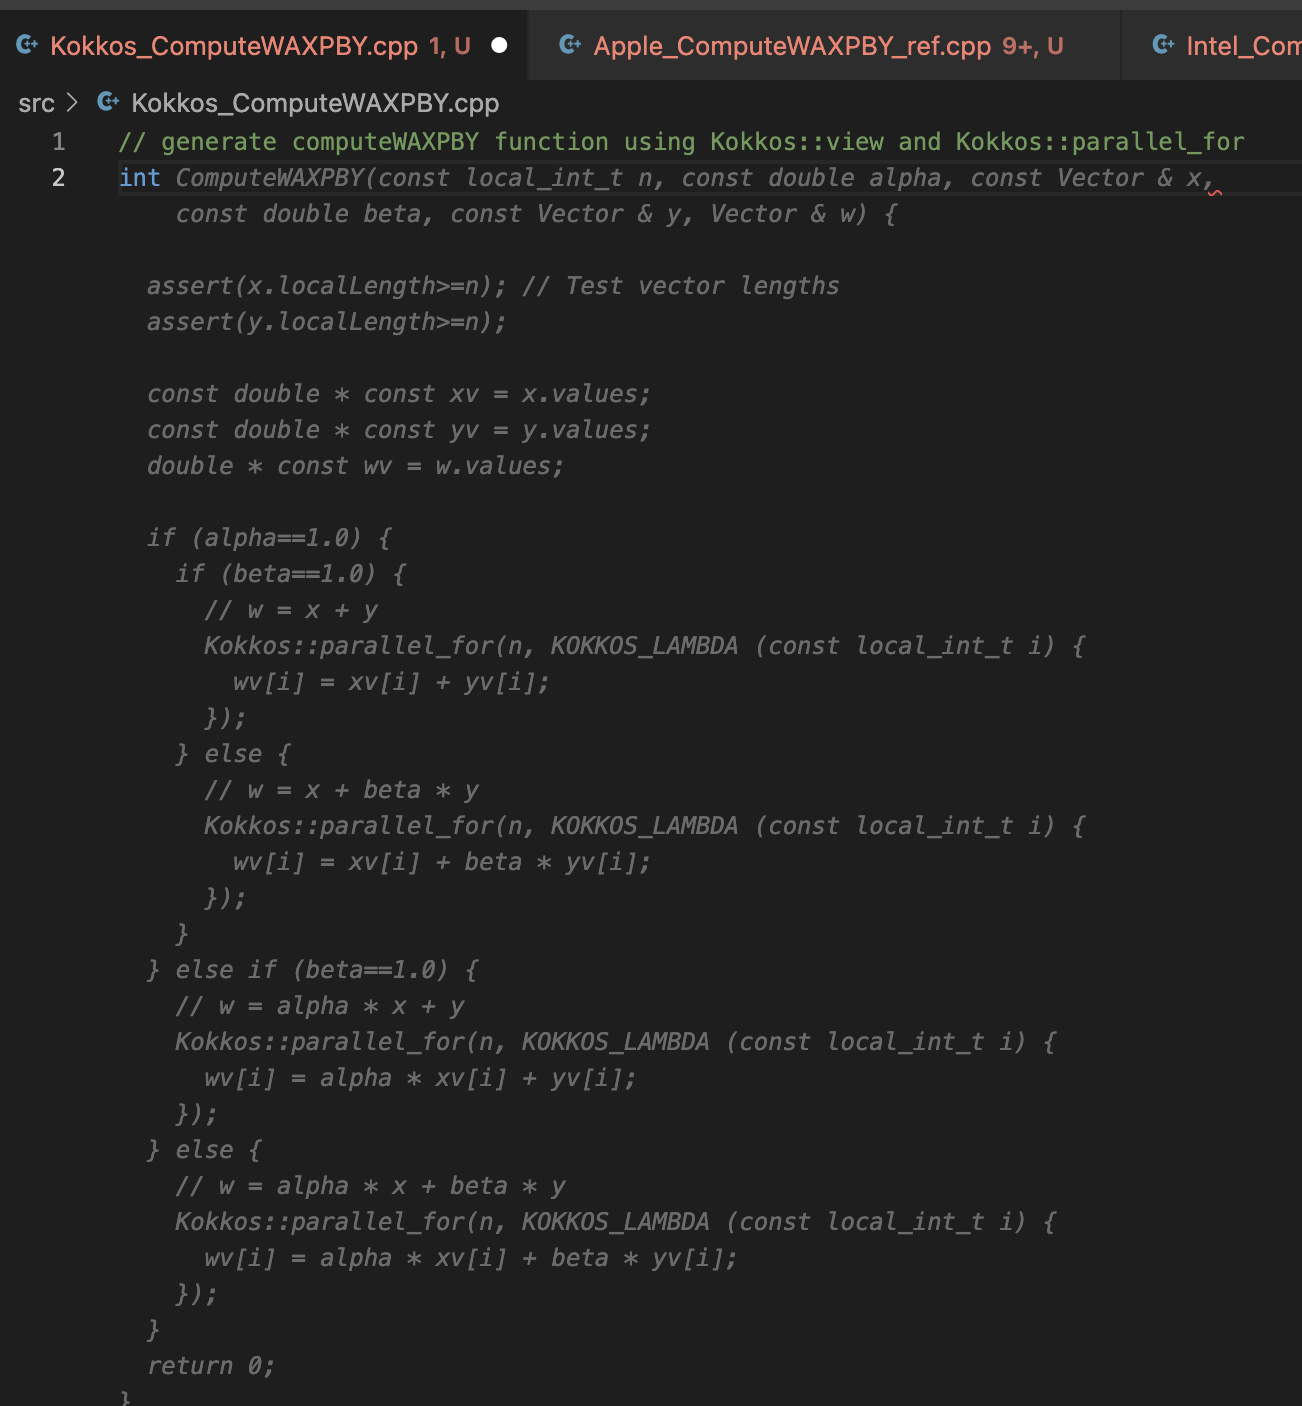 Kokkos_ComputeWAXPBY.cpp 1, U Apple_ComputeWAXPBY_ref.cpp 9+, U Intel_Com
src > Kokkos_ComputeWAXPBY.cpp
1 // generate computeWAXPBY function using Kokkos::view and Kokkos::parallel_for
2 int ComputeWAXPBY(const local_int_t n, const double alpha, const Vector & x,
const double beta, const Vector & y, Vector & w) {
assert(x.localLength>=n); // Test vector lengths
assert(y.localLength>=n);
const double * const xv = x.values;
const double * const yv = y.values;
double * const wv = w.values;
if (alpha==1.0) {
if (beta==1.0) {
// w = x + y
Kokkos::parallel_for(n, KOKKOS_LAMBDA (const local_int_t i) {
wv[i] = xv[i] + yv[i];
});
} else {
// w = x + beta * y
Kokkos::parallel_for(n, KOKKOS_LAMBDA (const local_int_t i) {
wv[i] = xv[i] + beta * yv[i];
});
}
} else if (beta==1.0) {
// w = alpha * x + y
Kokkos::parallel_for(n, KOKKOS_LAMBDA (const local_int_t i) {
wv[i] = alpha * xv[i] + yv[i];
});
} else {
// w = alpha * x + beta * y
Kokkos::parallel_for(n, KOKKOS_LAMBDA (const local_int_t i) {
wv[i] = alpha * xv[i] + beta * yv[i];
});
}
return 0;
}